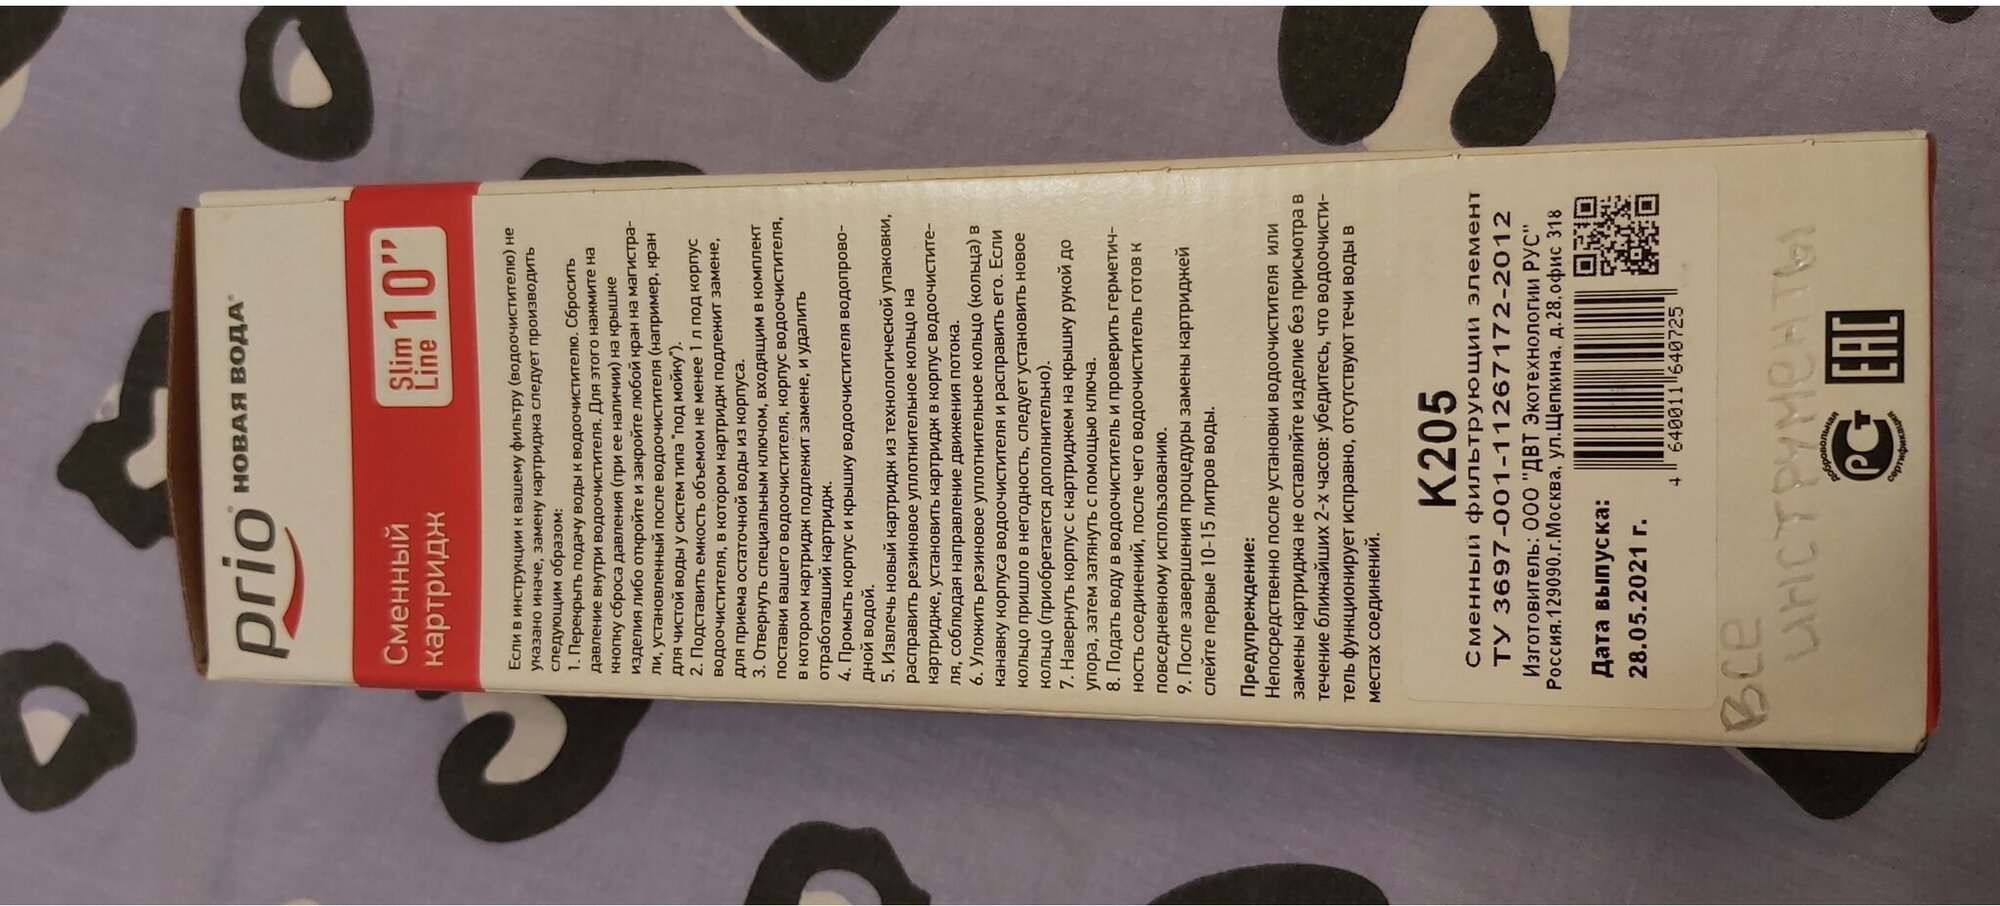 prio® НОВАЯ ВОДА®
Сменный
картридж
Slim
Line 10”
Если в инструкции к вашему фильтру (водоочистителю) не
указано иначе, замену картриджа следует производить
следующим образом:
1. Перекрыть подачу воды к водоочистителю. Сбросить
давление внутри водоочистителя. Для этого нажмите на
кнопку сброса давления (при ее наличии) на крышке
изделия либо откройте и закройте любой кран на магистра-
ли, установленный после водоочистителя (например, кран
для чистой воды у систем типа "под мойку").
2. Подставить емкость объемом не менее 1 л под корпус
водоочистителя, в котором картридж подлежит замене,
для приема остаточной воды из корпуса.
3. Отвернуть специальным ключом, входящим в комплект
поставки вашего водоочистителя, корпус водоочистителя,
в котором картридж подлежит замене, и удалить
отработавший картридж.
4. Промыть корпус и крышку водоочистителя водопрово-
дной водой.
5. Извлечь новый картридж из технологической упаковки,
расправить резиновое уплотнительное кольцо на
картридже, установить картридж в корпус водоочистите-
ля, соблюдая направление движения потока.
6. Уложить резиновое уплотнительное кольцо (кольца) в
канавку корпуса водоочистителя и расправить его. Если
кольцо пришло в негодность, следует установить новое
кольцо (приобретается дополнительно).
7. Навернуть корпус с картриджем на крышку рукой до
упора, затем затянуть с помощью ключа.
8. Подать воду в водоочиститель и проверить герметич-
ность соединений, после чего водоочиститель готов к
повседневному использованию.
9. После завершения процедуры замены картриджей
слейте первые 10-15 литров воды.
Предупреждение:
Непосредственно после установки водоочистителя или
замены картриджа не оставляйте изделие без присмотра в
течение ближайших 2-х часов: убедитесь, что водоочисти-
тель функционирует исправно, отсутствуют течи воды в
местах соединений.
K205
Сменный фильтрующий элемент
ТУ 3697-001-11267172-2012
Изготовитель: ООО "ДВТ Экотехнологии РУС"
Россия.129090.г.Москва, ул.Щепкина, д.28.офис 318
Дата выпуска:
28.05.2021 г.
4 640011 640725
ВСЕ
ИНСТРУМЕНТЫ
Добровольная
РСТ
сертификация
EAC